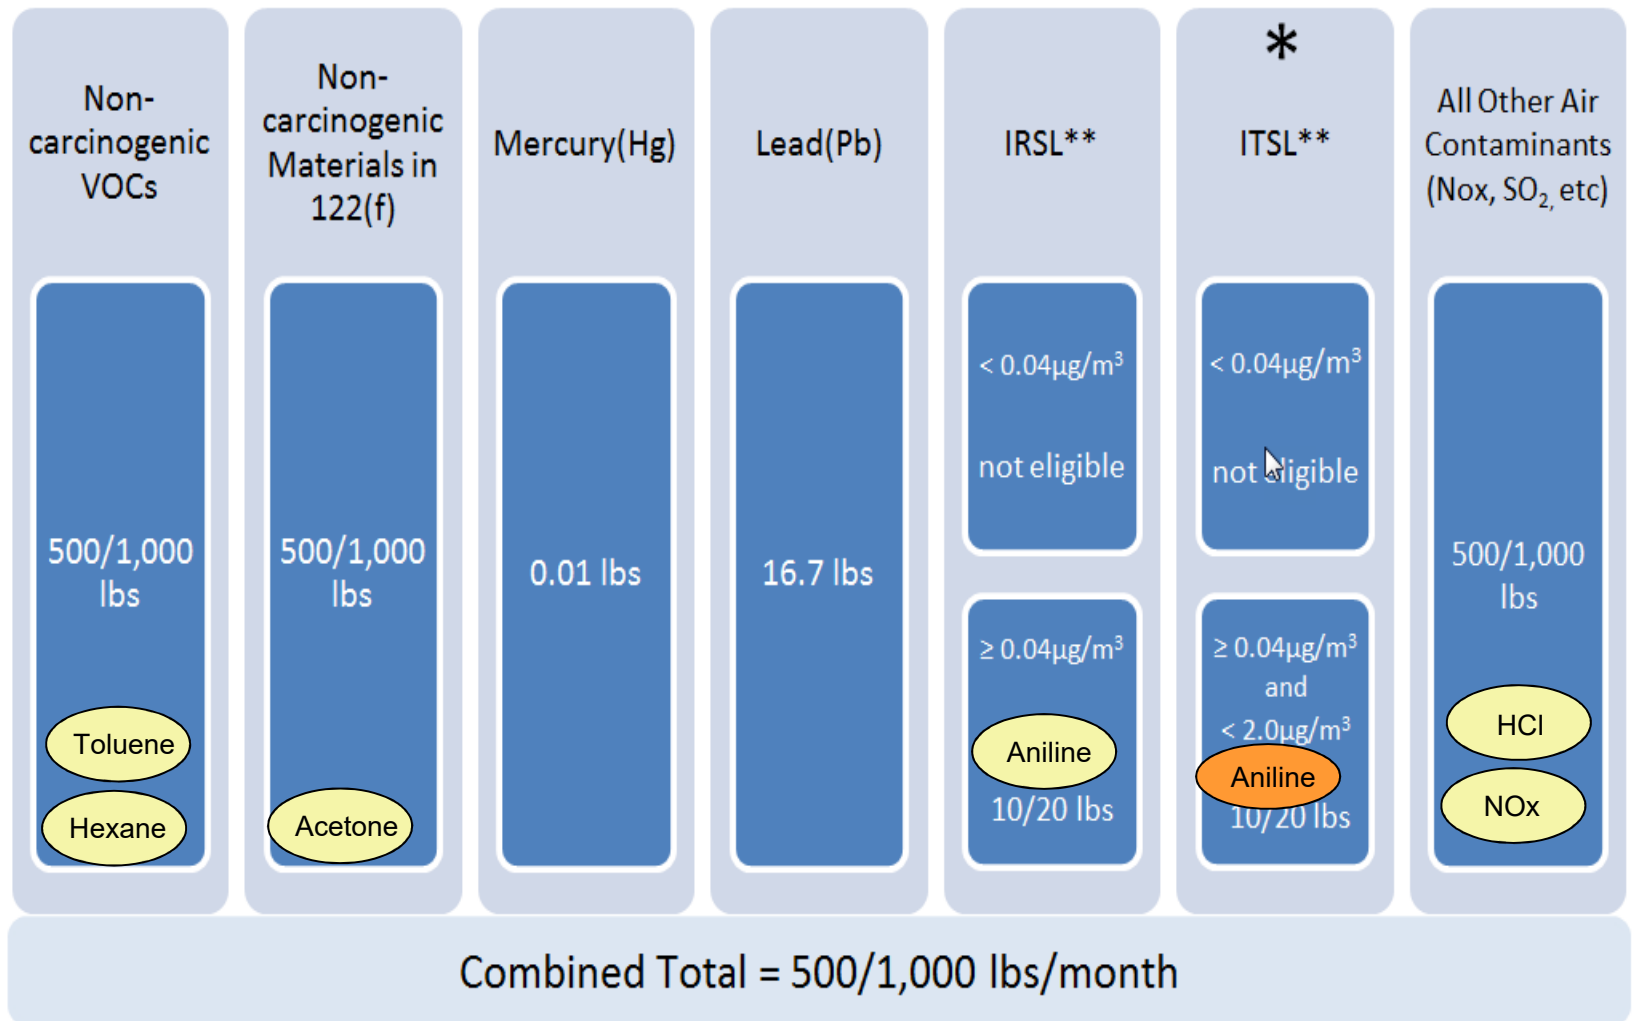 Non-
carcinogenic
VOCs
500/1,000
lbs
Toluene
Hexane
Non-
carcinogenic
Materials in
122(f)
500/1,000
lbs
Acetone
Mercury(Hg)
0.01 lbs
Lead(Pb)
16.7 lbs
IRSL**
< 0.04µg/m³
not eligible
≥ 0.04µg/m³
Aniline
10/20 lbs
*
ITSL**
< 0.04µg/m³
not eligible
≥ 0.04µg/m³
and
< 2.0µg/m³
Aniline
10/20 lbs
All Other Air
Contaminants
(Nox, SO₂, etc)
500/1,000
lbs
HCl
NOx
Combined Total = 500/1,000 lbs/month